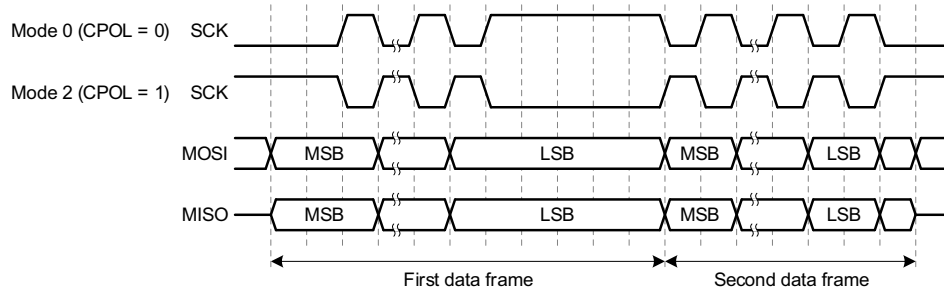 Mode 0 (CPOL = 0) SCK
Mode 2 (CPOL = 1) SCK
MOSI MSB LSB MSB LSB
MISO MSB LSB MSB LSB
First data frame Second data frame